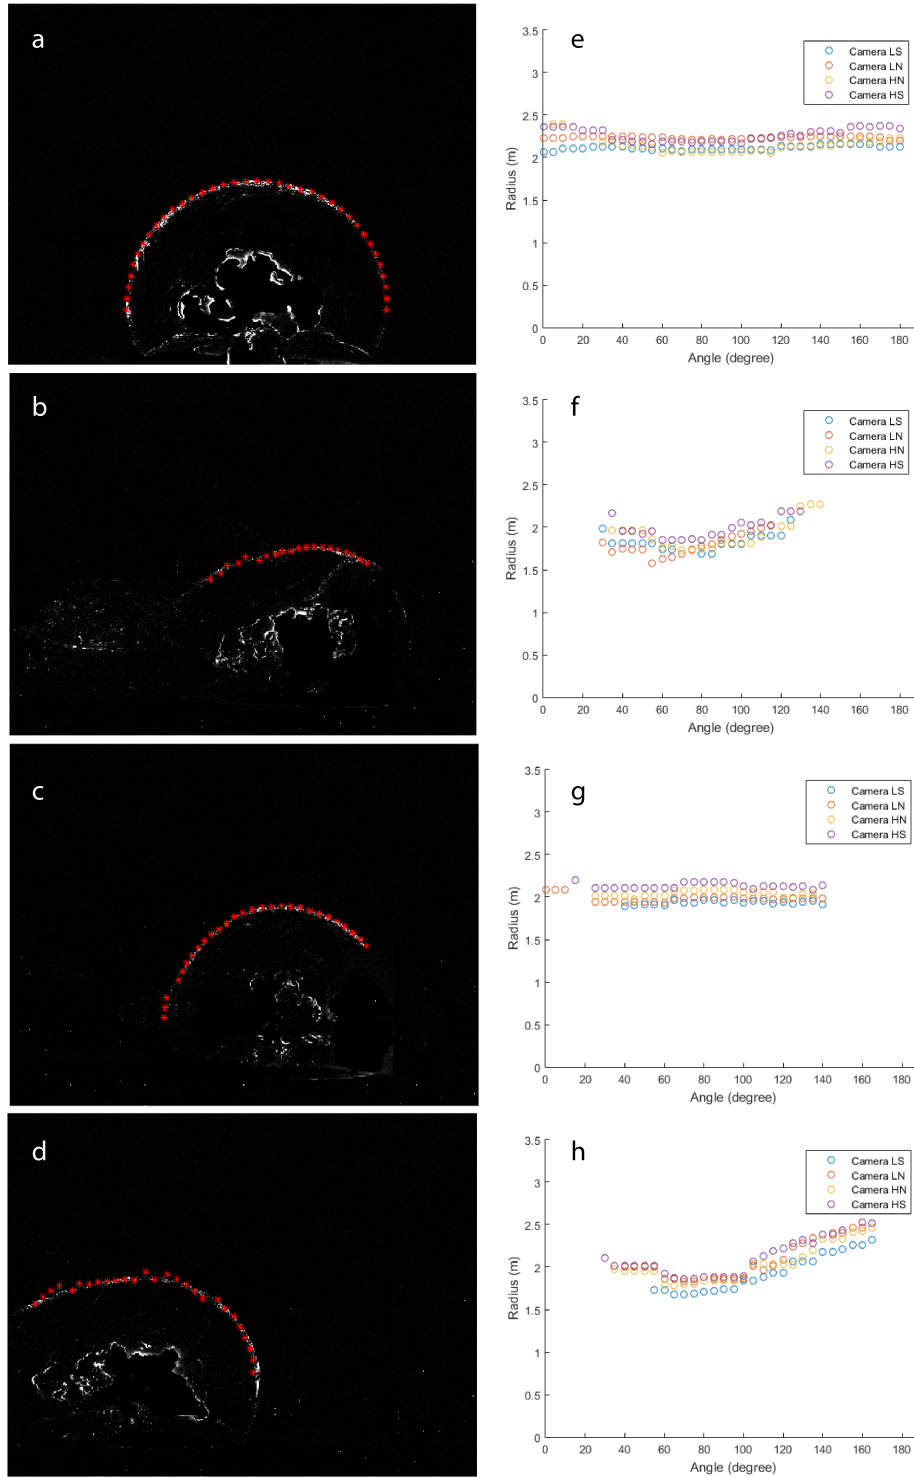 a
b
c
d
e
3.5
3
2.5
2
1.5
1
0.5
0
Radius (m)
0 20 40 60 80 100 120 140 160 180
Angle (degree)
Camera LS
Camera LN
Camera HN
Camera HS
f
3.5
3
2.5
2
1.5
1
0.5
0
Radius (m)
0 20 40 60 80 100 120 140 160 180
Angle (degree)
Camera LS
Camera LN
Camera HN
Camera HS
g
3.5
3
2.5
2
1.5
1
0.5
0
Radius (m)
0 20 40 60 80 100 120 140 160 180
Angle (degree)
Camera LS
Camera LN
Camera HN
Camera HS
h
3.5
3
2.5
2
1.5
1
0.5
0
Radius (m)
0 20 40 60 80 100 120 140 160 180
Angle (degree)
Camera LS
Camera LN
Camera HN
Camera HS